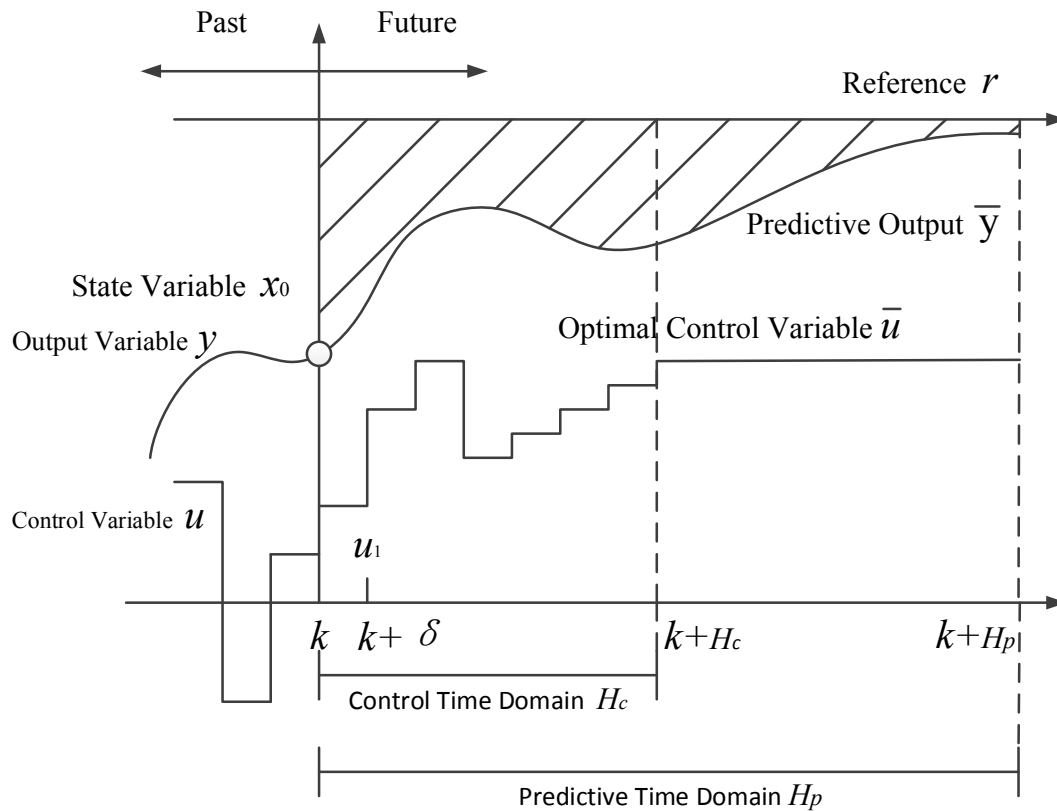 Past Future
Reference r
Predictive Output y̅
State Variable x₀
Optimal Control Variable u̅
Output Variable y
Control Variable u
u₁
k k+ δ k+Hc k+Hp
Control Time Domain Hc
Predictive Time Domain Hp